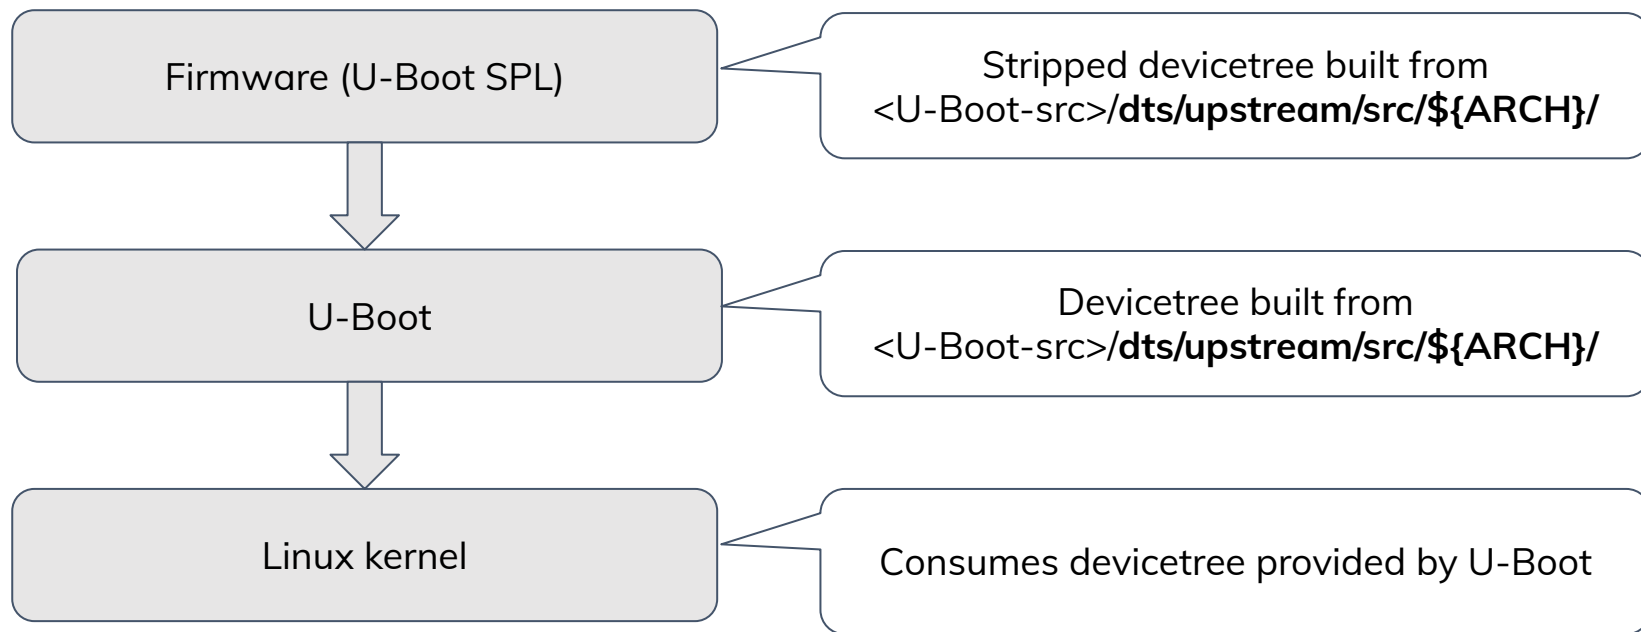 Firmware (U-Boot SPL)
Stripped devicetree built from
<U-Boot-src>/dts/upstream/src/${ARCH}/
U-Boot
Devicetree built from
<U-Boot-src>/dts/upstream/src/${ARCH}/
Linux kernel
Consumes devicetree provided by U-Boot